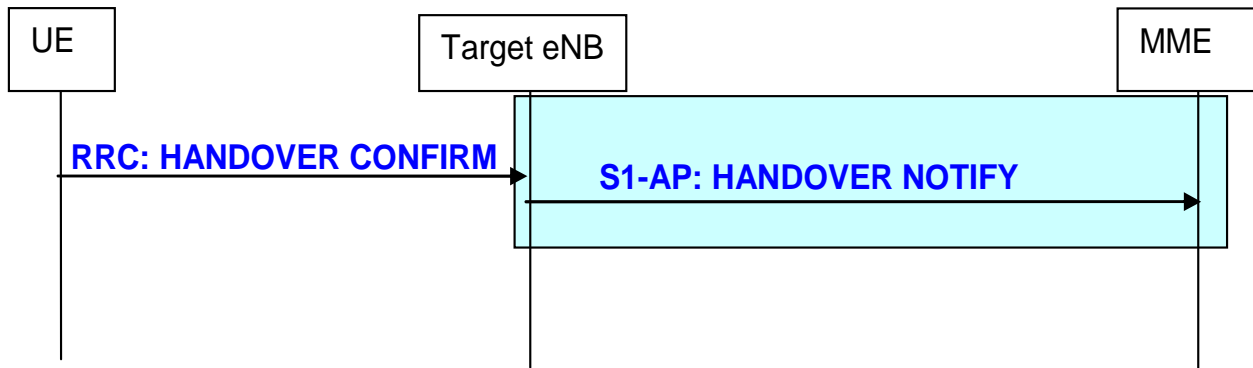 UE
Target eNB
MME
RRC: HANDOVER CONFIRM
S1-AP: HANDOVER NOTIFY